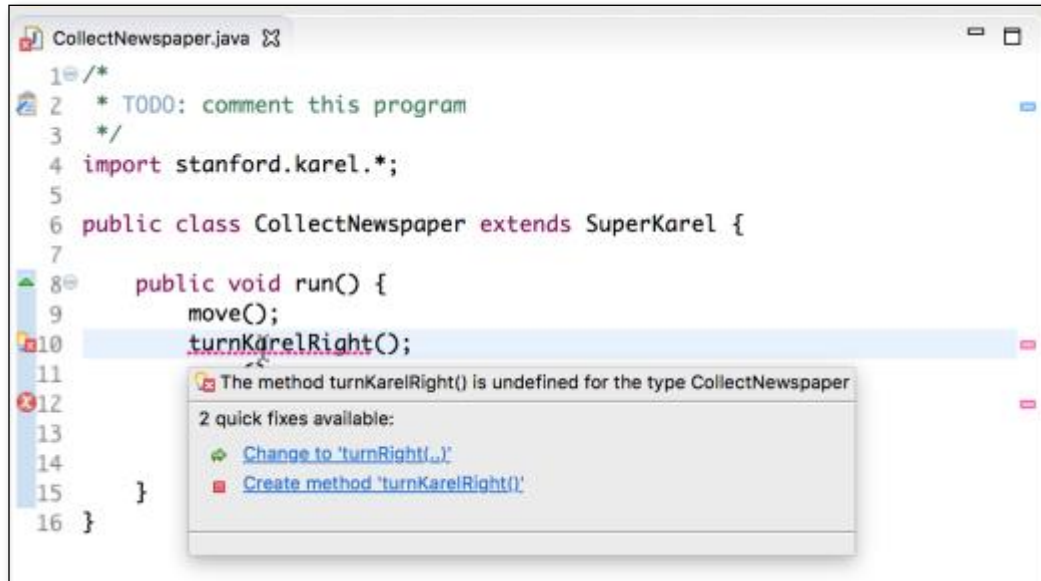 CollectNewspaper.java
1 /*
2 * TODO: comment this program
3 */
4 import stanford.karel.*;
5
6 public class CollectNewspaper extends SuperKarel {
7
8 public void run() {
9 move();
10 turnKarelRight();
11
The method turnKarelRight() is undefined for the type CollectNewspaper
12
2 quick fixes available:
13
Change to 'turnRight(..)'
14
Create method 'turnKarelRight()'
15 }
16 }